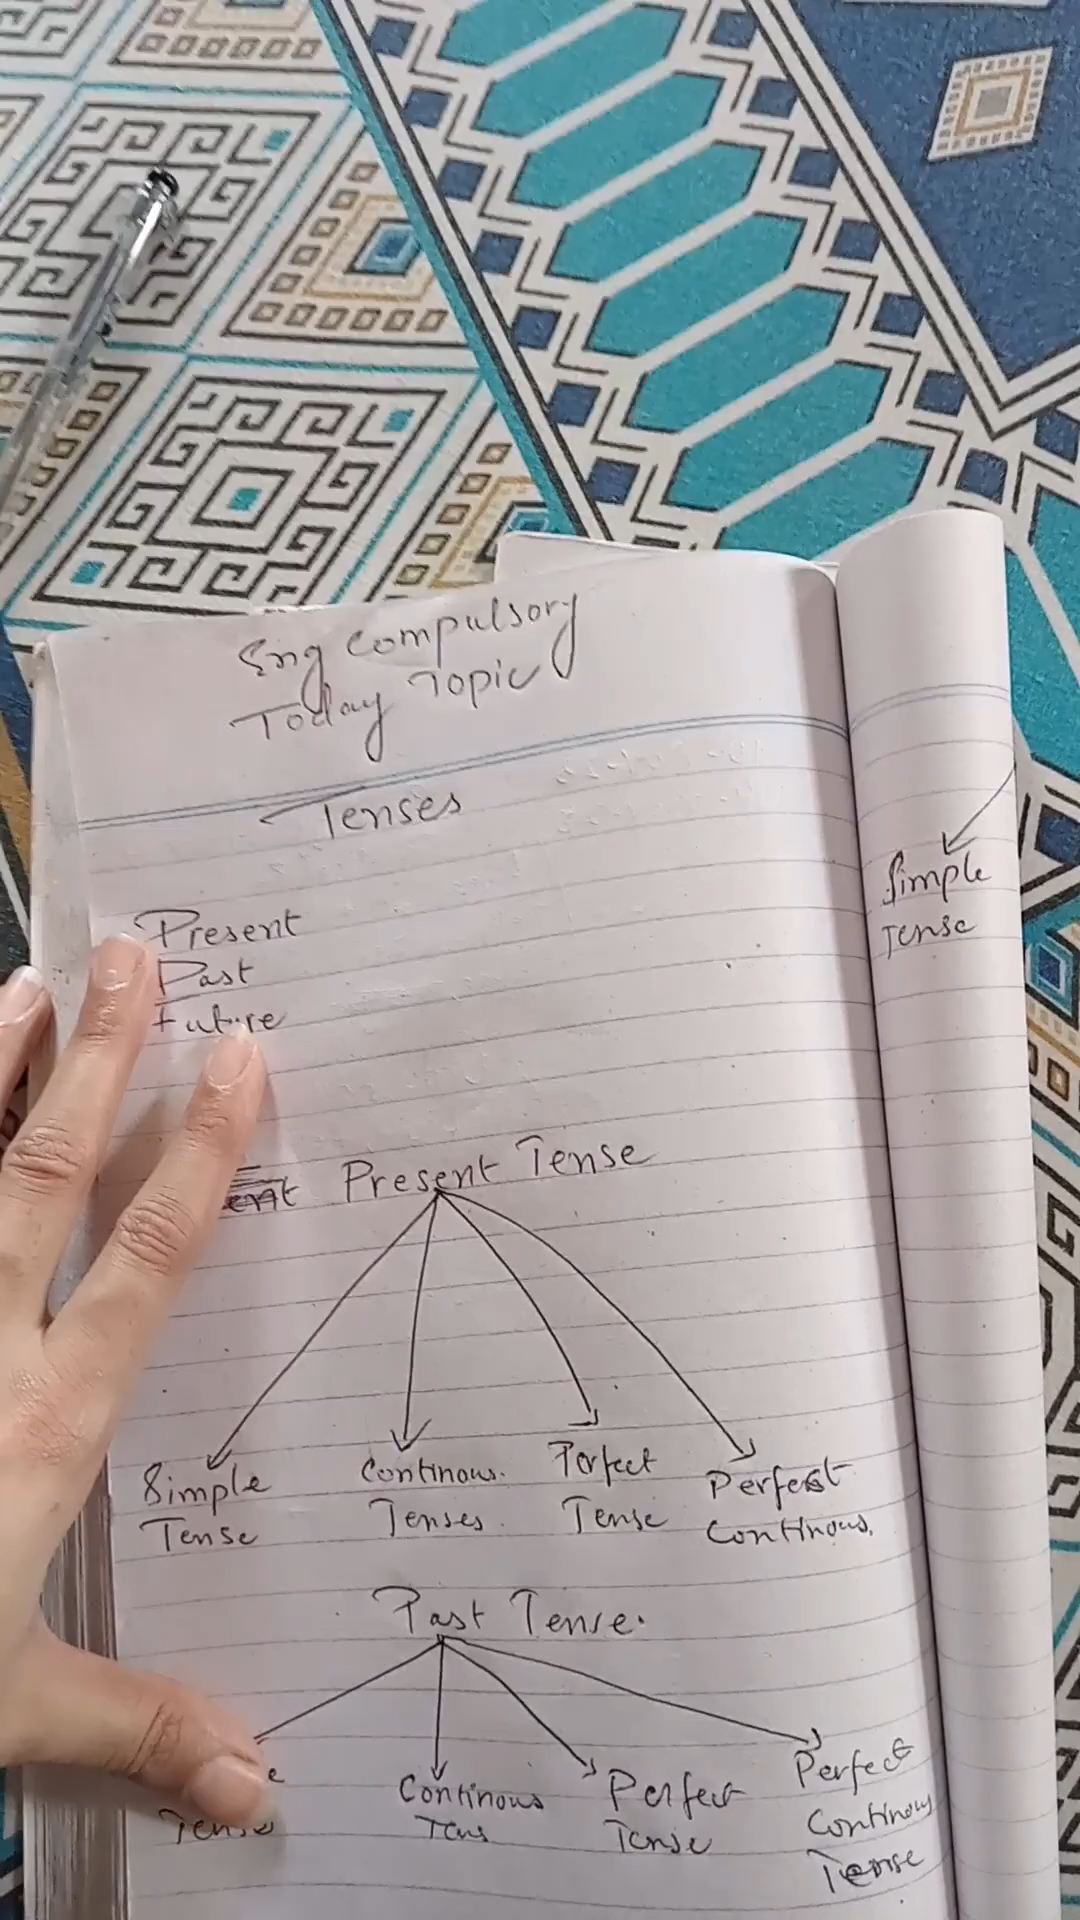 Eng Compulsory
Today Topic
Tenses
Present
Past
Future
Present Tense
Simple
Tense
Continous.
Tenses.
Perfect
Tense
Perfect
Continous.
Past Tense.
Tense
Continous
Tens
Perfect
Tense
Perfect
Continous
Tense
Simple
Tense